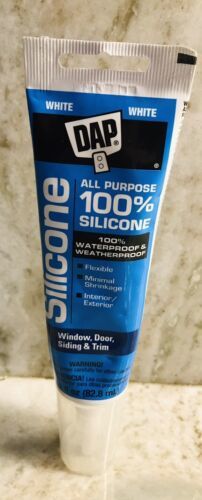 WHITE WHITE
DAP
®
Silicone
ALL PURPOSE
100%
SILICONE
100%
WATERPROOF &
WEATHERPROOF
Flexible
Minimal
Shrinkage
Interior/
Exterior
Window, Door,
Siding & Trim
WARNING!
(82.8